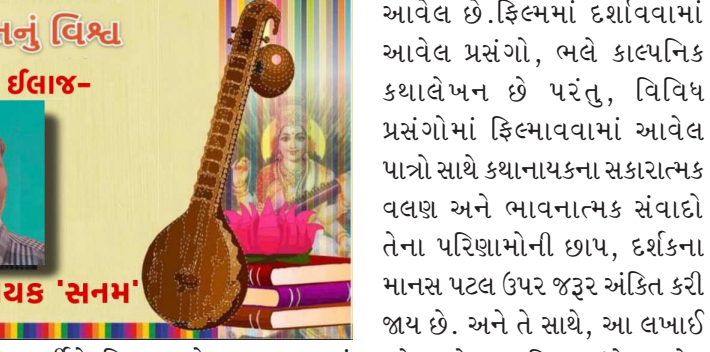 તનું વિશ્વ
ઈલાજ–
યક 'સનમ'
આવેલ છે.ફિલ્મમાં દર્શાવવામાં
આવેલ પ્રસંગો, ભલે કાલ્પનિક
કથાલેખન છે પરંતુ, વિવિધ
પ્રસંગોમાં ફિલ્માવવામાં આવેલ
પાત્રો સાથે કથાનાયકના સકારાત્મક
વલણ અને ભાવનાત્મક સંવાદો
તેના પરિણામોની છાપ, દર્શકના
માનસ પટલ ઉપર જરૂર અંકિત કરી
જાય છે. અને તે સાથે, આ લખાઈ